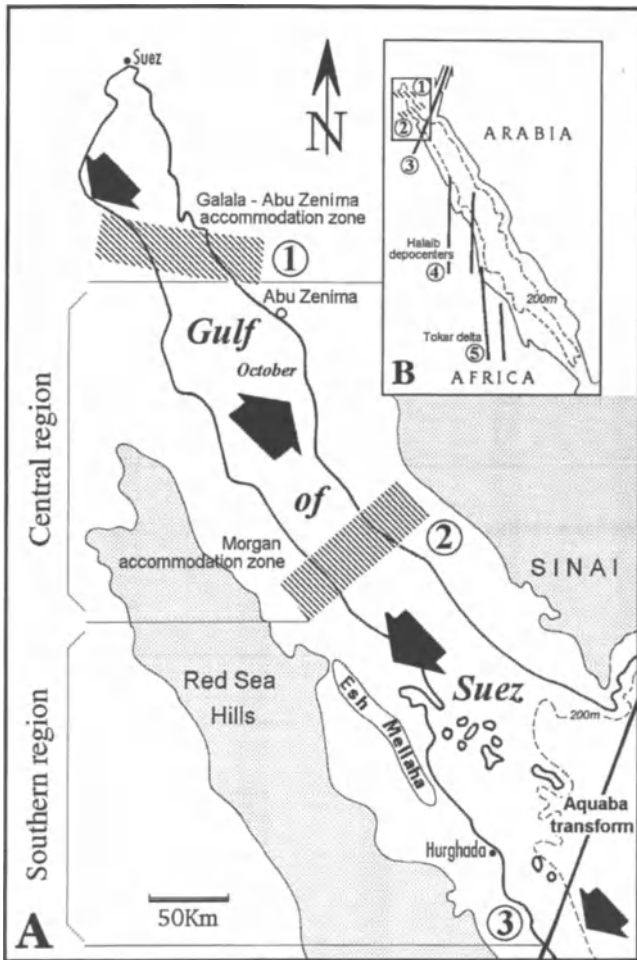 Suez
N
Galala - Abu Zenima
accommodation zone
1
Abu Zenima
Gulf
October
of
Morgan
accommodation zone
2
SINAI
Suez
200m
Red Sea
Hills
Esh Mellaha
Aquaba
transform
Hurghada
3
50Km
A
Central region
Southern region
1
2
3
ARABIA
Halaib
depocenters
4
200m
Tokar delta
5
B
AFRICA